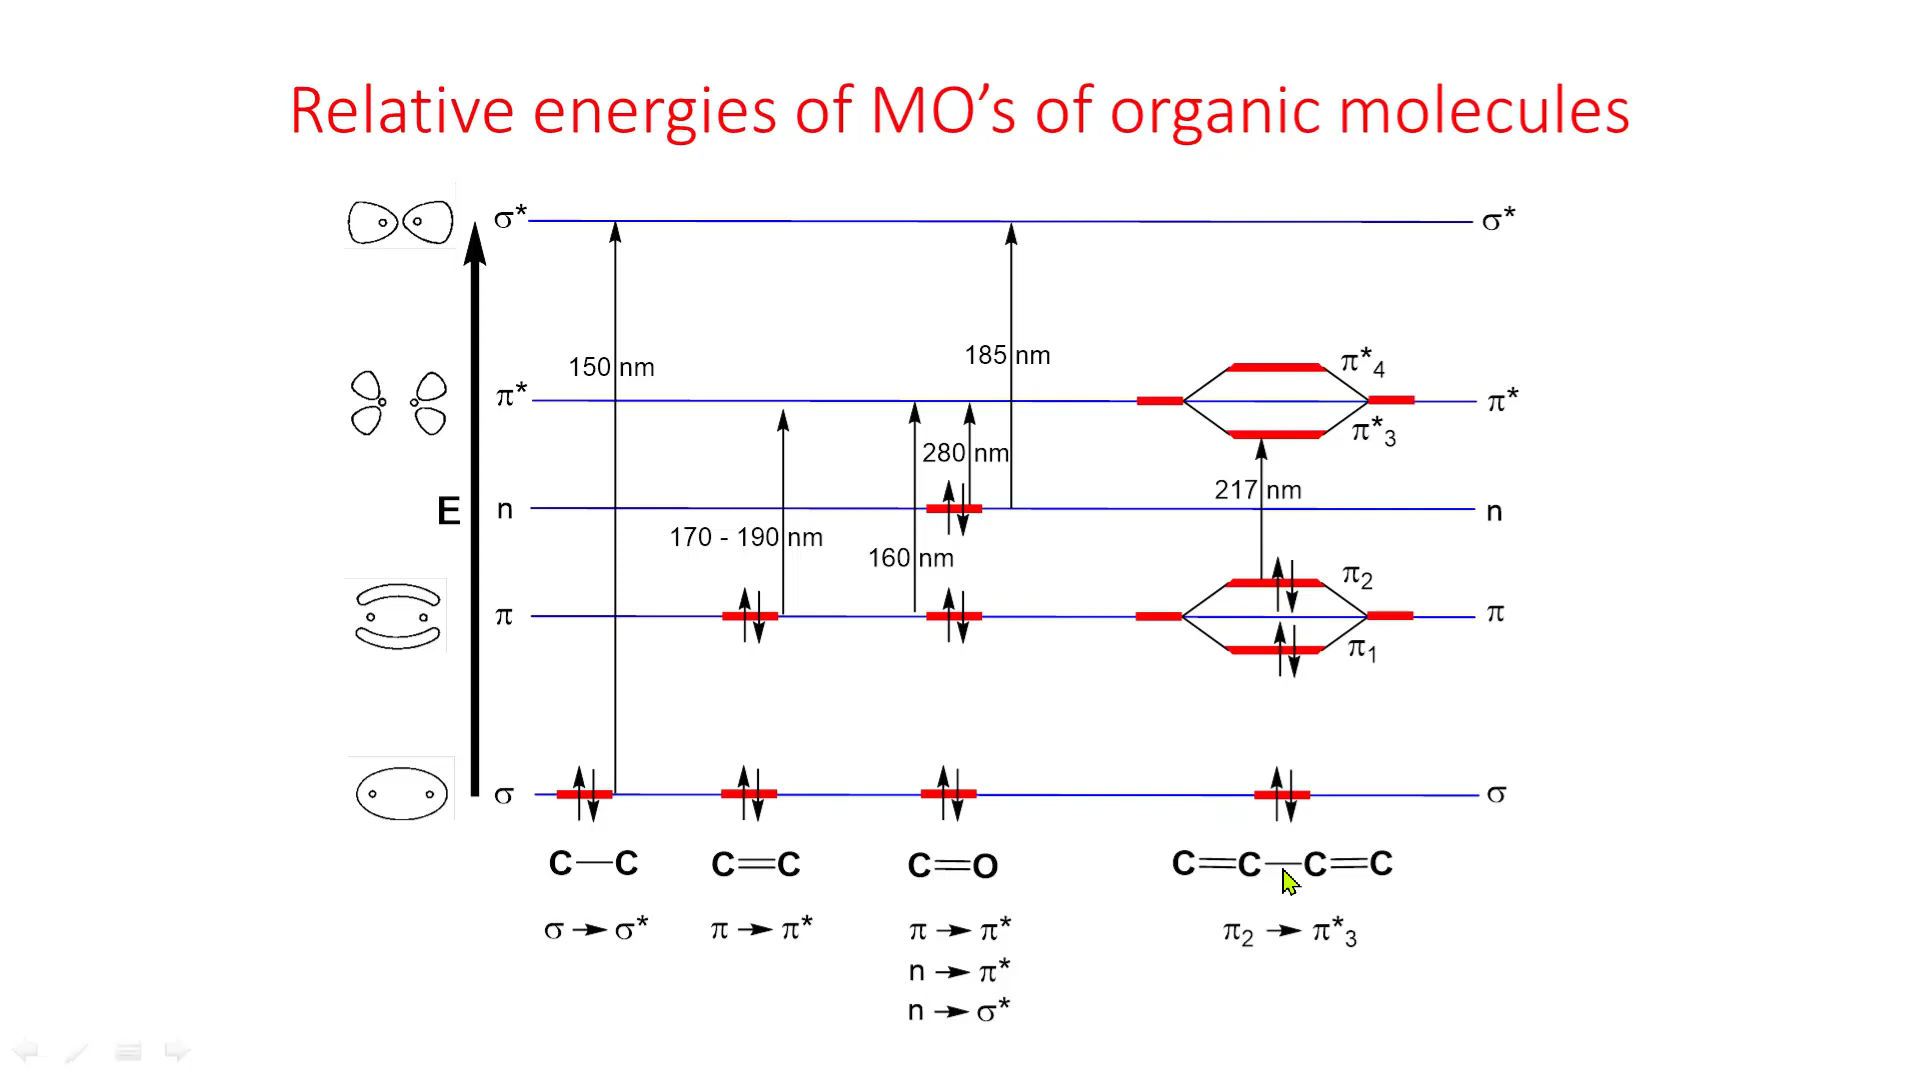 Relative energies of MO's of organic molecules
σ* σ*
185 nm
150 nm
π*4
π* π*
π*3
280 nm
217 nm
E n n
170 - 190 nm
160 nm
π2
π π
π1
σ σ
C—C C=C C=O C=C—C=C
σ → σ* π → π* π → π* π2 → π*3
n → π*
n → σ*